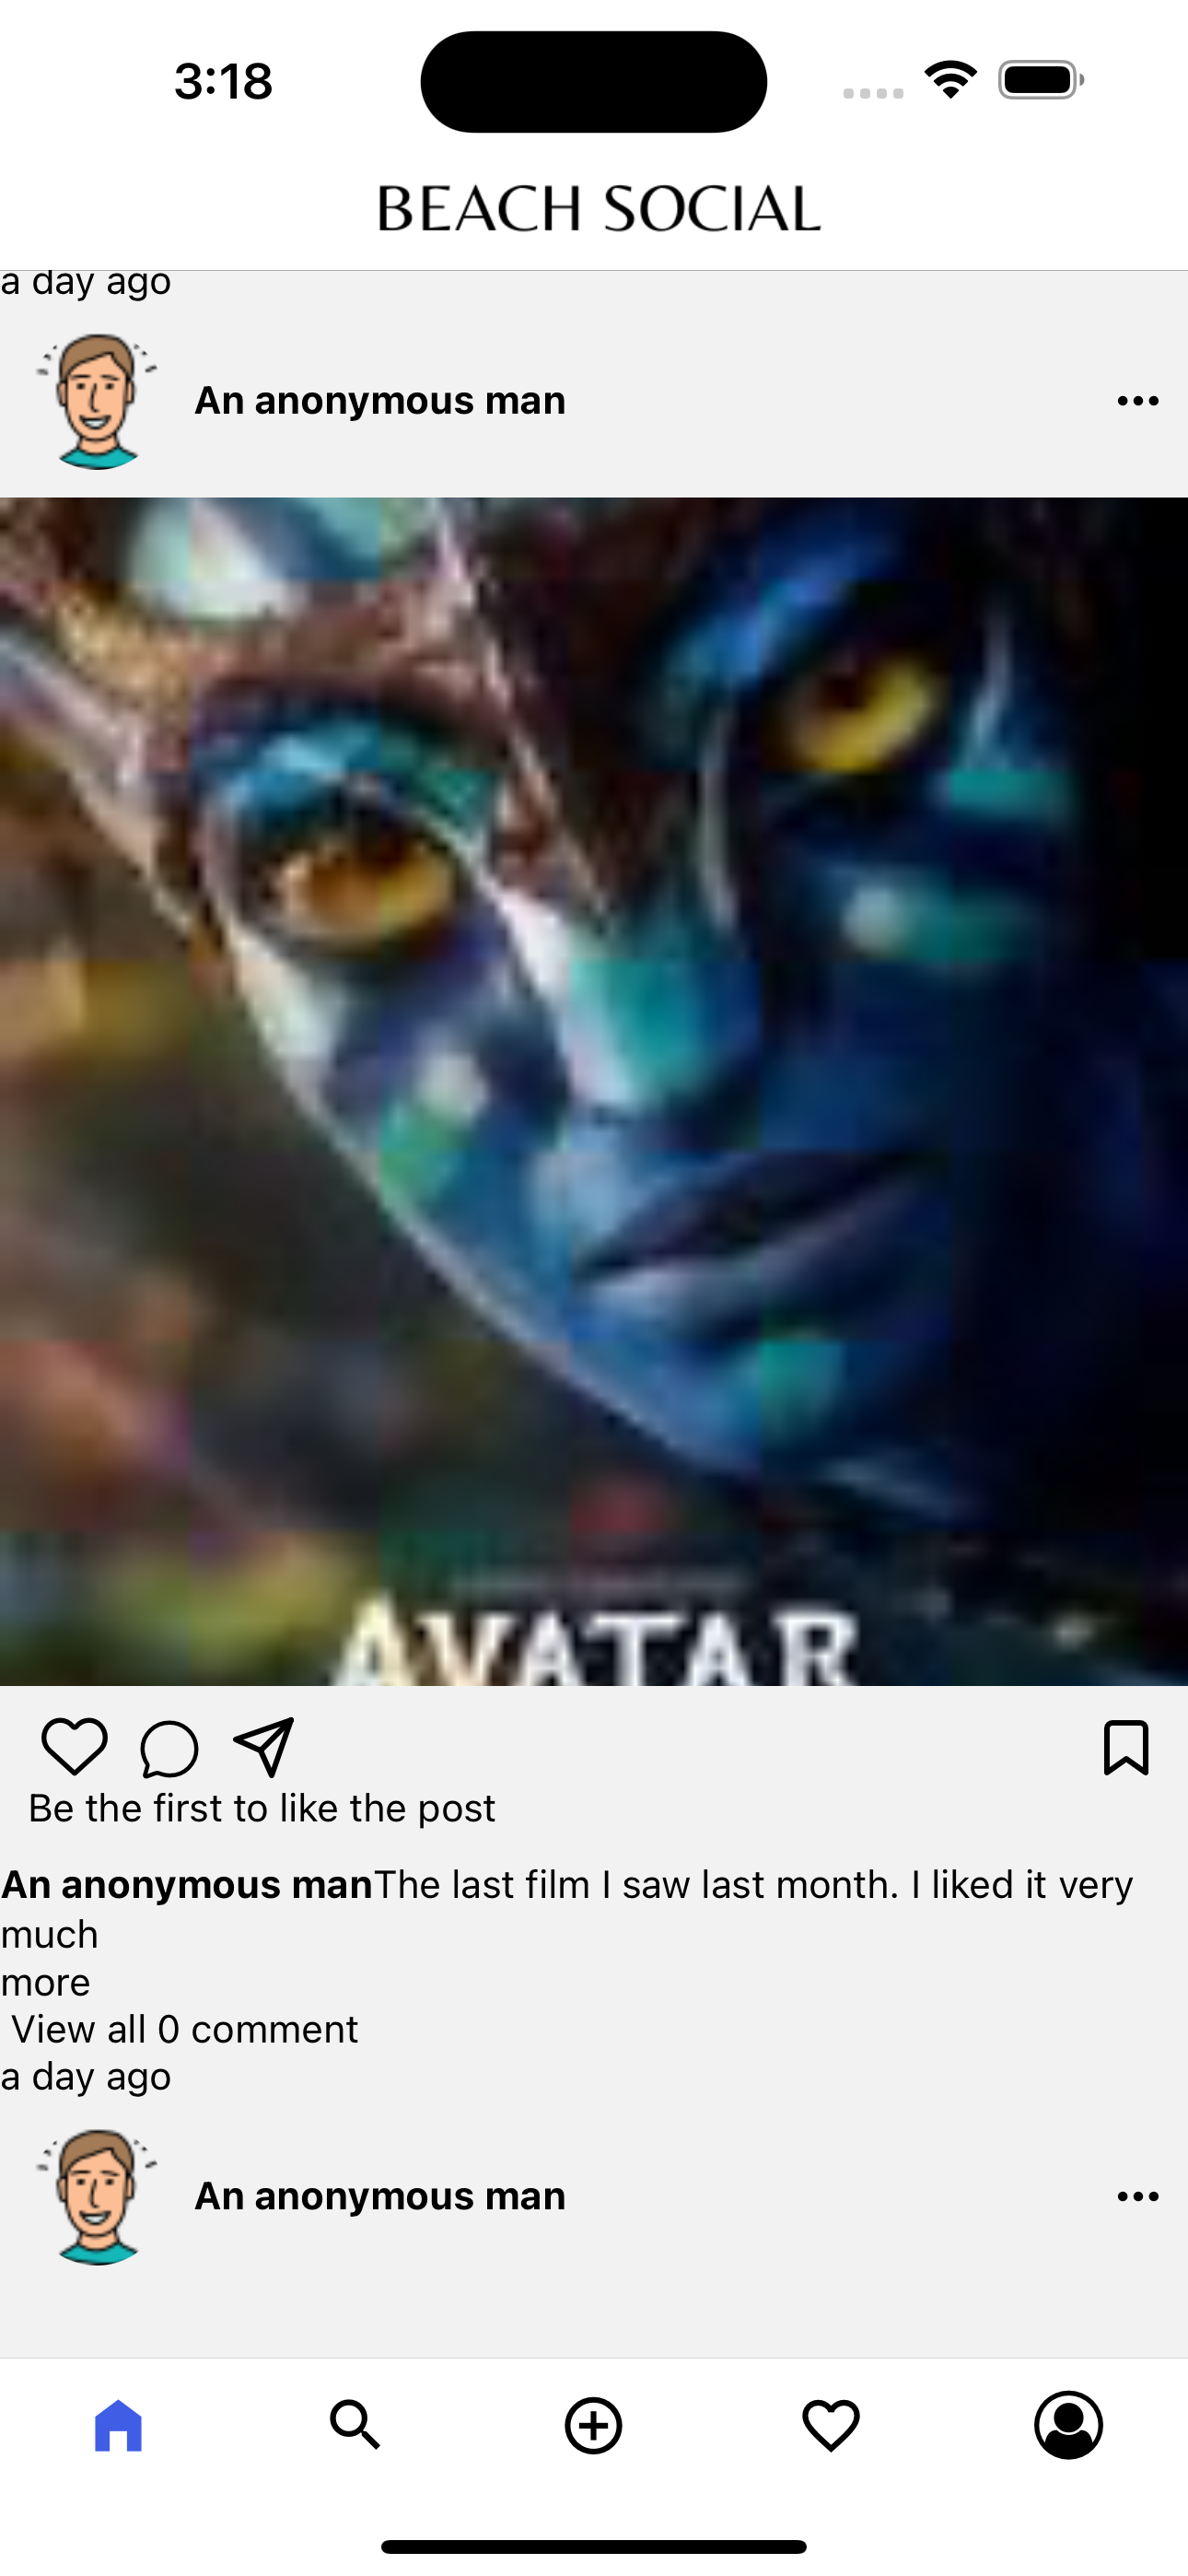 3:18
BEACH SOCIAL
a day ago
An anonymous man
AVATAR
Be the first to like the post
An anonymous manThe last film I saw last month. I liked it very
much
more
View all 0 comment
a day ago
An anonymous man